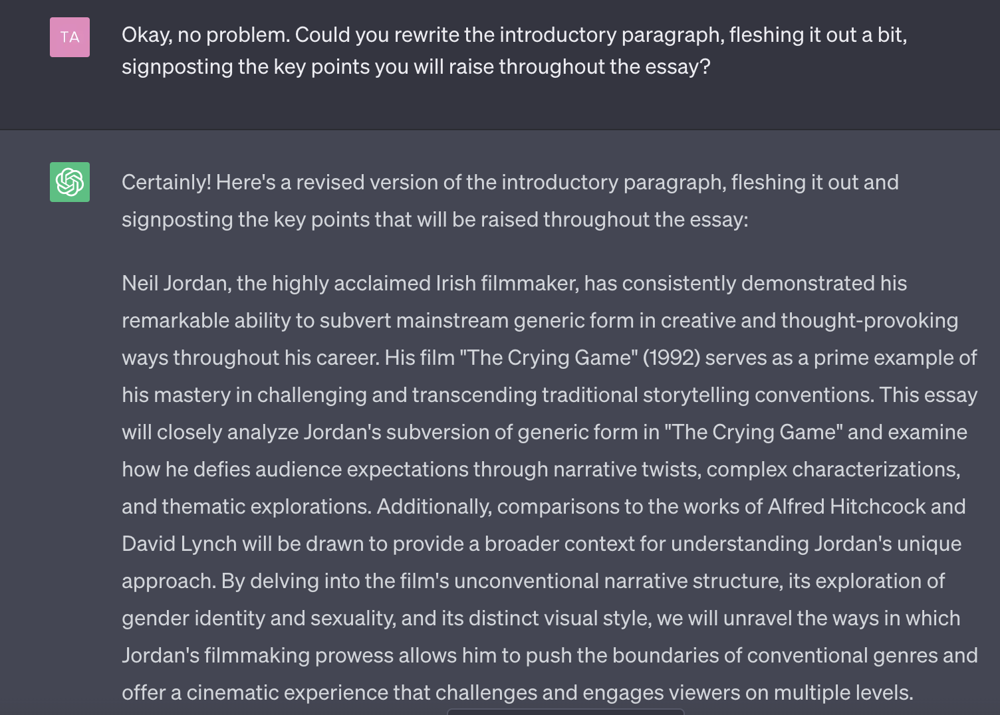 TA
Okay, no problem. Could you rewrite the introductory paragraph, fleshing it out a bit,
signposting the key points you will raise throughout the essay?
Certainly! Here's a revised version of the introductory paragraph, fleshing it out and
signposting the key points that will be raised throughout the essay:
Neil Jordan, the highly acclaimed Irish filmmaker, has consistently demonstrated his
remarkable ability to subvert mainstream generic form in creative and thought-provoking
ways throughout his career. His film "The Crying Game" (1992) serves as a prime example of
his mastery in challenging and transcending traditional storytelling conventions. This essay
will closely analyze Jordan's subversion of generic form in "The Crying Game" and examine
how he defies audience expectations through narrative twists, complex characterizations,
and thematic explorations. Additionally, comparisons to the works of Alfred Hitchcock and
David Lynch will be drawn to provide a broader context for understanding Jordan's unique
approach. By delving into the film's unconventional narrative structure, its exploration of
gender identity and sexuality, and its distinct visual style, we will unravel the ways in which
Jordan's filmmaking prowess allows him to push the boundaries of conventional genres and
offer a cinematic experience that challenges and engages viewers on multiple levels.